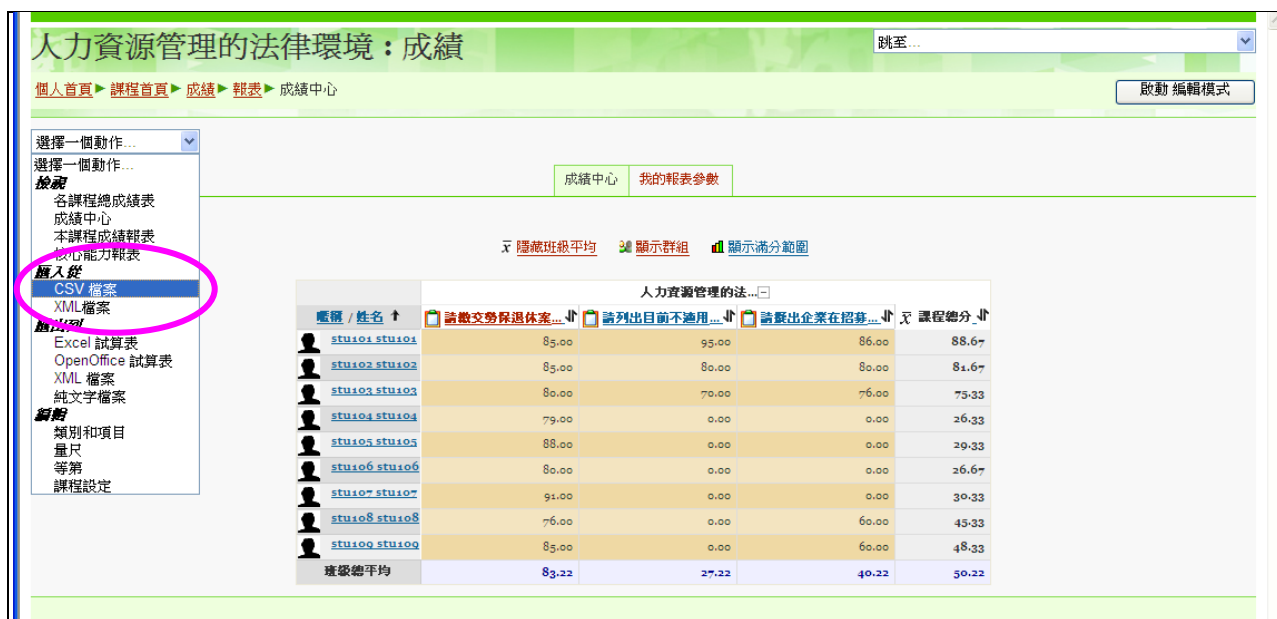 人力資源管理的法律環境：成績
跳至...
個人首頁► 課程首頁► 成績► 報表► 成績中心
啟動 編輯模式
選擇一個動作...
選擇一個動作...
檢視
各課程總成績表
成績中心
本課程成績報表
核心能力報表
匯入從
CSV 檔案
XML檔案
匯出到
Excel 試算表
OpenOffice 試算表
XML 檔案
純文字檔案
編輯
類別和項目
量尺
等第
課程設定
成績中心 我的報表參數
x̅ 隱藏班級平均 顯示群組 顯示滿分範圍
人力資源管理的法...
暱稱 / 姓名 ↑ 請繳交勞保退休案... 請列出目前不適用... 請擬出企業在招募... x̅ 課程總分
stu101 stu101 85.00 95.00 86.00 88.67
stu102 stu102 85.00 80.00 80.00 81.67
stu103 stu103 80.00 70.00 76.00 75.33
stu104 stu104 79.00 0.00 0.00 26.33
stu105 stu105 88.00 0.00 0.00 29.33
stu106 stu106 80.00 0.00 0.00 26.67
stu107 stu107 91.00 0.00 0.00 30.33
stu108 stu108 76.00 0.00 60.00 45.33
stu109 stu109 85.00 0.00 60.00 48.33
班級總平均 83.22 27.22 40.22 50.22